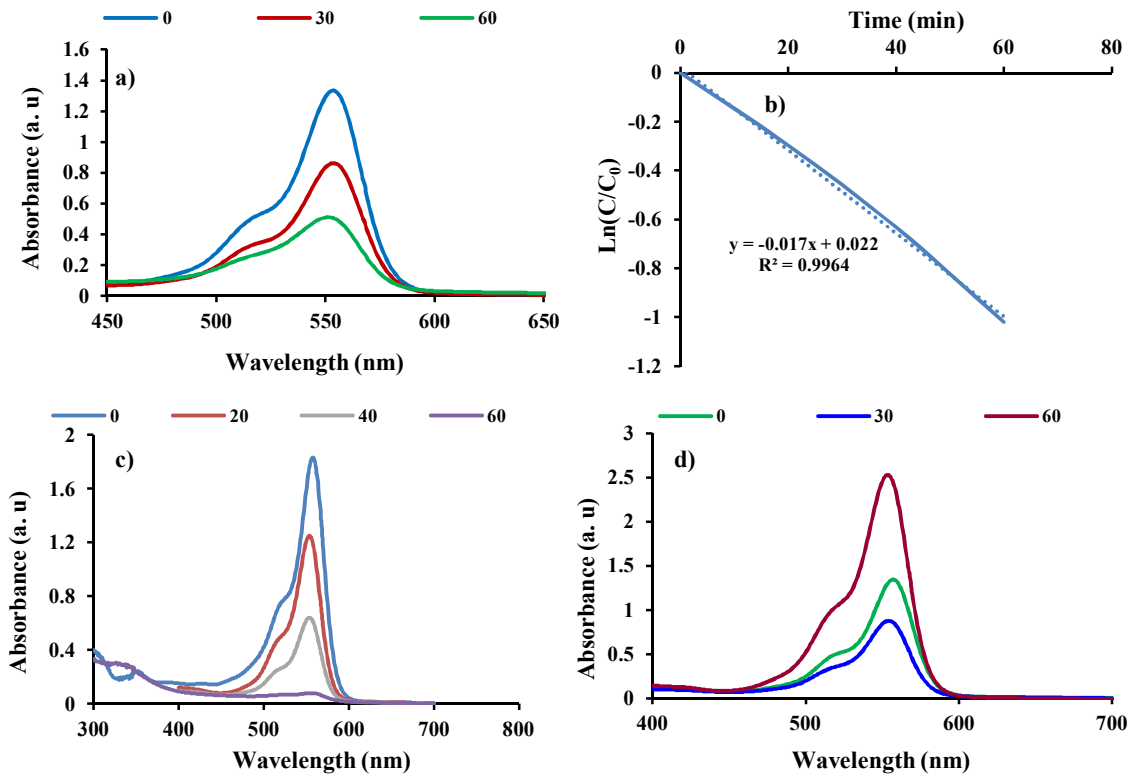 0 30 60
1.6
1.4
1.2
1
0.8
0.6
0.4
0.2
0
450 500 550 600 650
Absorbance (a. u)
Wavelength (nm)
a)
Time (min)
0 20 40 60 80
0
-0.2
-0.4
-0.6
-0.8
-1
-1.2
Ln(C/C₀)
b)
y = -0.017x + 0.022
R² = 0.9964
0 20 40 60
2
1.6
1.2
0.8
0.4
0
300 400 500 600 700 800
Absorbance (a. u)
Wavelength (nm)
c)
0 30 60
3
2.5
2
1.5
1
0.5
0
400 500 600 700
Absorbance (a. u)
Wavelength (nm)
d)